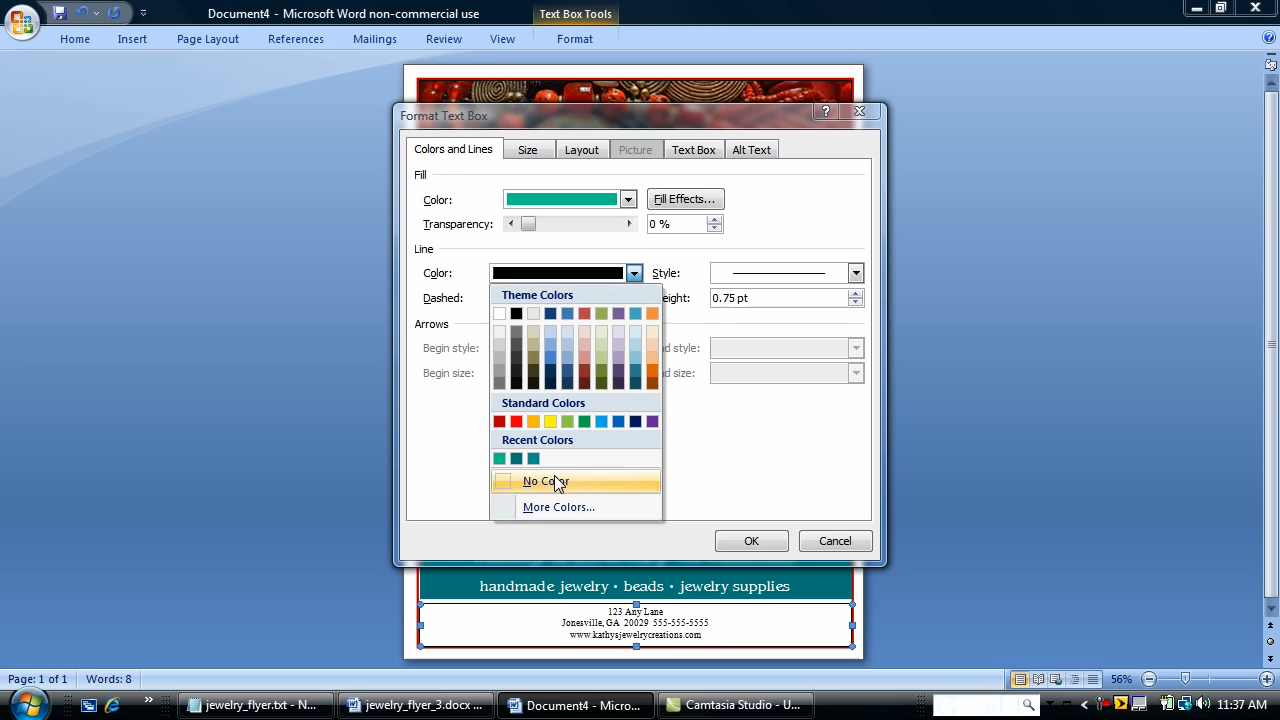 Document4 - Microsoft Word non-commercial use
Text Box Tools
Home Insert Page Layout References Mailings Review View Format
Format Text Box
Colors and Lines Size Layout Picture Text Box Alt Text
Fill
Color: Fill Effects...
Transparency: 0 %
Line
Color: Style:
Dashed: eight: 0.75 pt
Theme Colors
Arrows
Begin style: nd style:
Begin size: nd size:
Standard Colors
Recent Colors
No Color
More Colors...
OK Cancel
handmade jewelry • beads • jewelry supplies
123 Any Lane
Jonesville, GA 20029 555-555-5555
www.kathysjewelrycreations.com
Page: 1 of 1 Words: 8 56%
jewelry_flyer.txt - N... jewelry_flyer_3.docx ... Document4 - Micros... Camtasia Studio - U... 11:37 AM